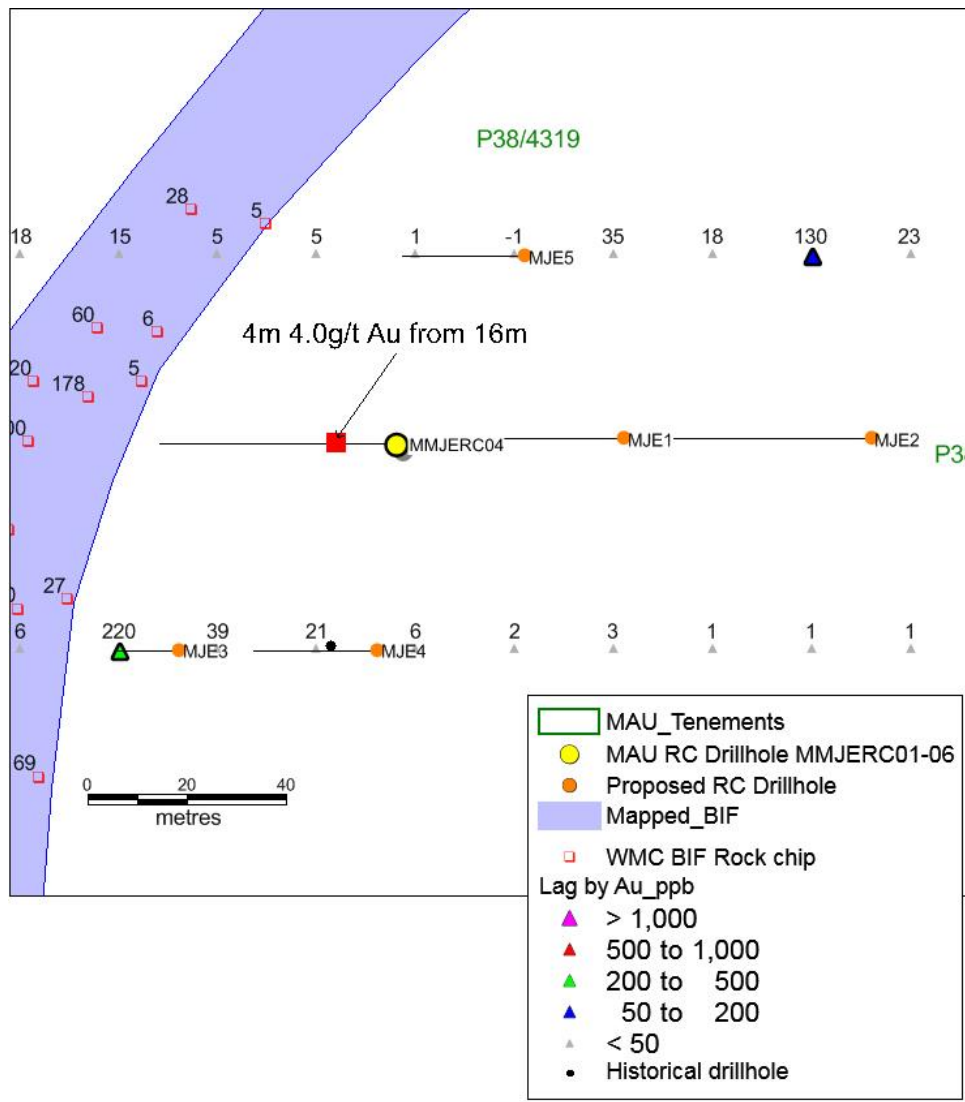 P38/4319
28
5
18 15 5 5 1 -1 35 18 130 23
MJE5
60 6
4m 4.0g/t Au from 16m
20 178 5
MMJERC04 MJE1 MJE2
27
6 220 39 21 6 2 3 1 1 1
MJE3 MJE4
69
0 20 40
metres
MAU_Tenements
MAU RC Drillhole MMJERC01-06
Proposed RC Drillhole
Mapped_BIF
WMC BIF Rock chip
Lag by Au_ppb
> 1,000
500 to 1,000
200 to 500
50 to 200
< 50
Historical drillhole